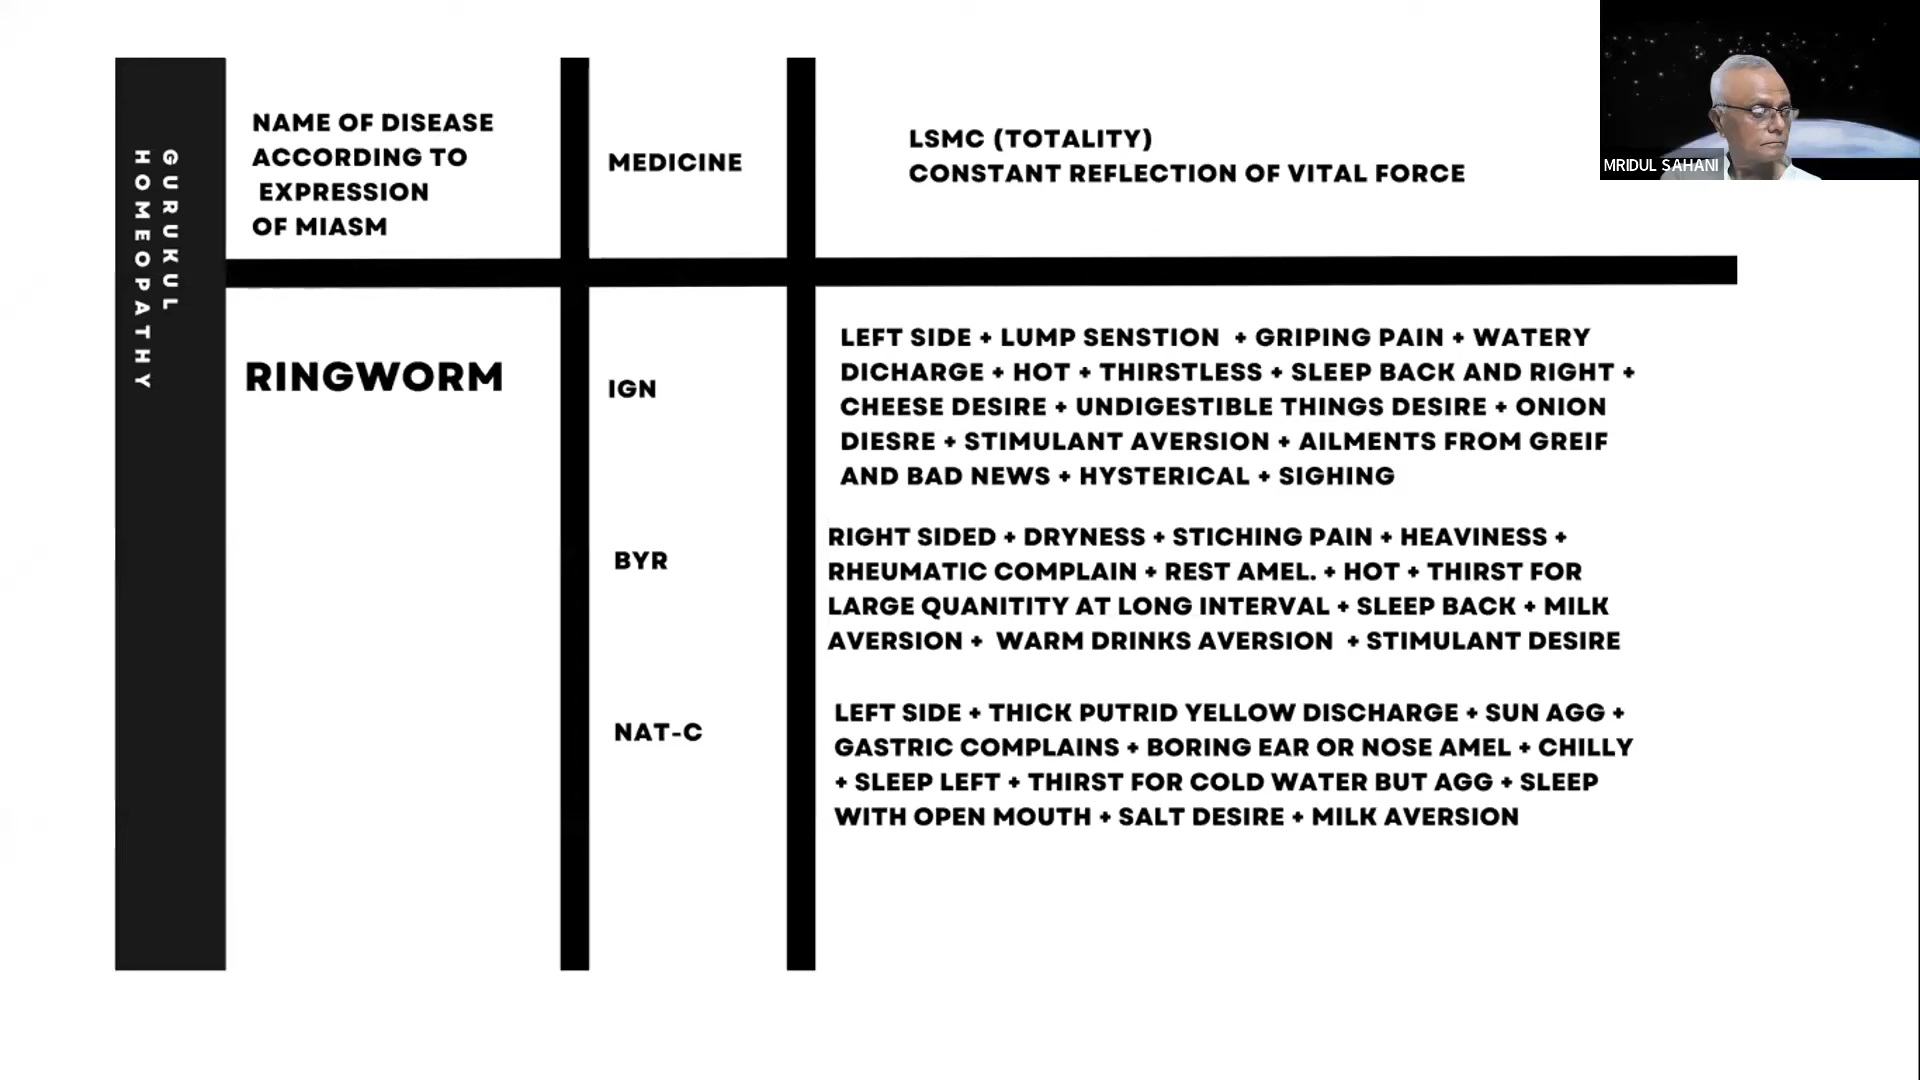 GURUKUL
HOMEOPATHY
NAME OF DISEASE
ACCORDING TO
EXPRESSION
OF MIASM
MEDICINE
LSMC (TOTALITY)
CONSTANT REFLECTION OF VITAL FORCE
MRIDUL SAHANI
RINGWORM
IGN
LEFT SIDE + LUMP SENSTION + GRIPING PAIN + WATERY
DICHARGE + HOT + THIRSTLESS + SLEEP BACK AND RIGHT +
CHEESE DESIRE + UNDIGESTIBLE THINGS DESIRE + ONION
DIESRE + STIMULANT AVERSION + AILMENTS FROM GREIF
AND BAD NEWS + HYSTERICAL + SIGHING
BYR
RIGHT SIDED + DRYNESS + STICHING PAIN + HEAVINESS +
RHEUMATIC COMPLAIN + REST AMEL. + HOT + THIRST FOR
LARGE QUANITITY AT LONG INTERVAL + SLEEP BACK + MILK
AVERSION + WARM DRINKS AVERSION + STIMULANT DESIRE
NAT-C
LEFT SIDE + THICK PUTRID YELLOW DISCHARGE + SUN AGG +
GASTRIC COMPLAINS + BORING EAR OR NOSE AMEL + CHILLY
+ SLEEP LEFT + THIRST FOR COLD WATER BUT AGG + SLEEP
WITH OPEN MOUTH + SALT DESIRE + MILK AVERSION